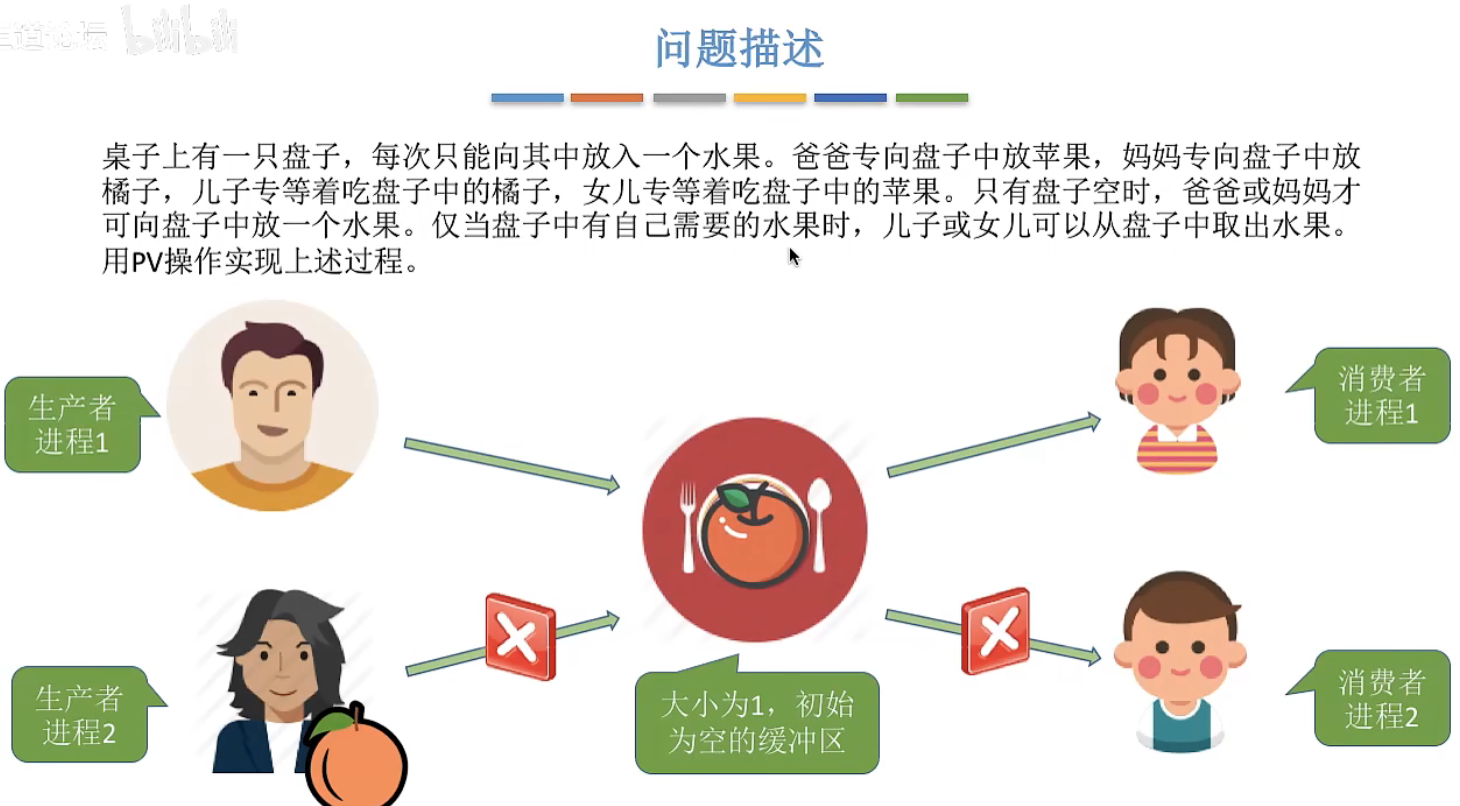 bilibili
问题描述
桌子上有一只盘子，每次只能向其中放入一个水果。爸爸专向盘子中放苹果，妈妈专向盘子中放
橘子，儿子专等着吃盘子中的橘子，女儿专等着吃盘子中的苹果。只有盘子空时，爸爸或妈妈才
可向盘子中放一个水果。仅当盘子中有自己需要的水果时，儿子或女儿可以从盘子中取出水果。
用PV操作实现上述过程。
生产者
进程1
消费者
进程1
生产者
进程2
大小为1，初始
为空的缓冲区
消费者
进程2